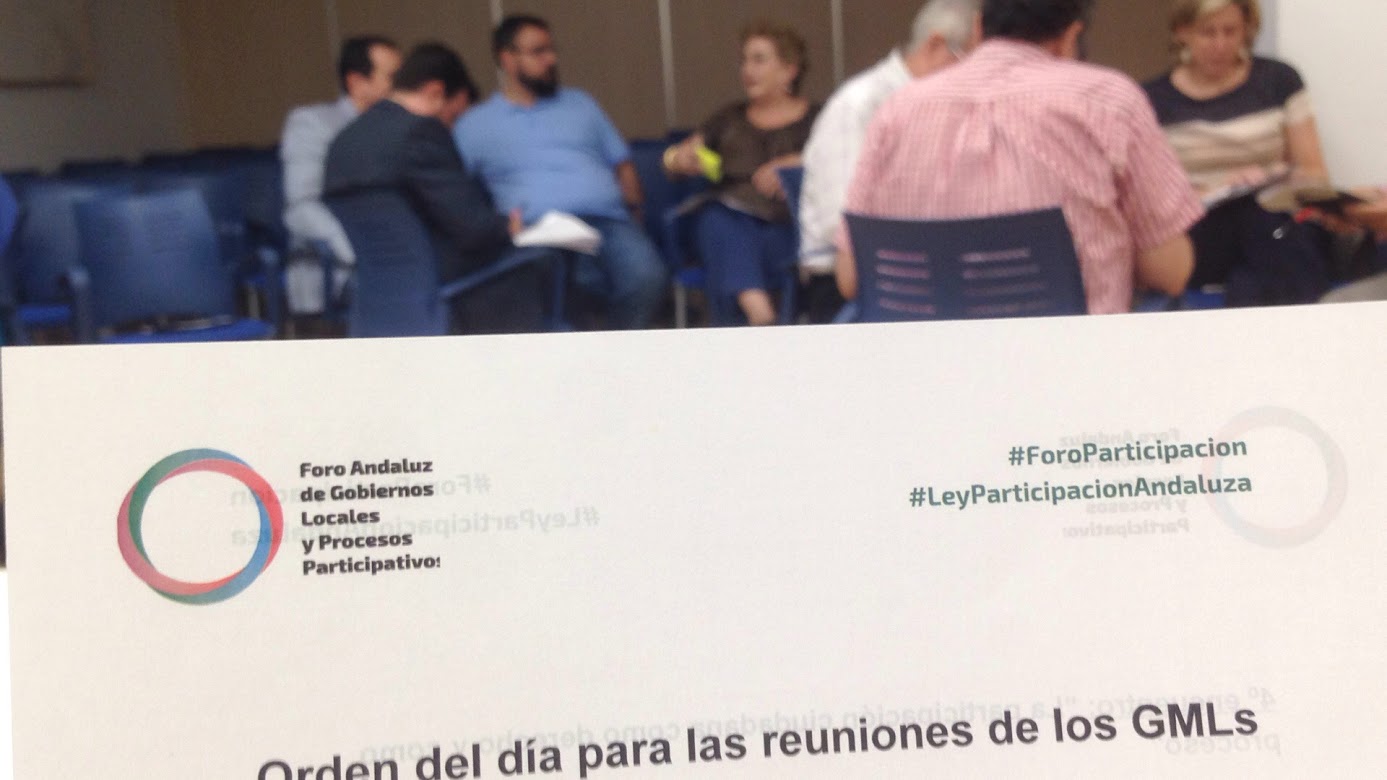 Foro Andaluz
de Gobiernos
Locales
y Procesos
Participativos
#ForoParticipacion
#LeyParticipacionAndaluza
Orden del día para las reuniones de los GMLs